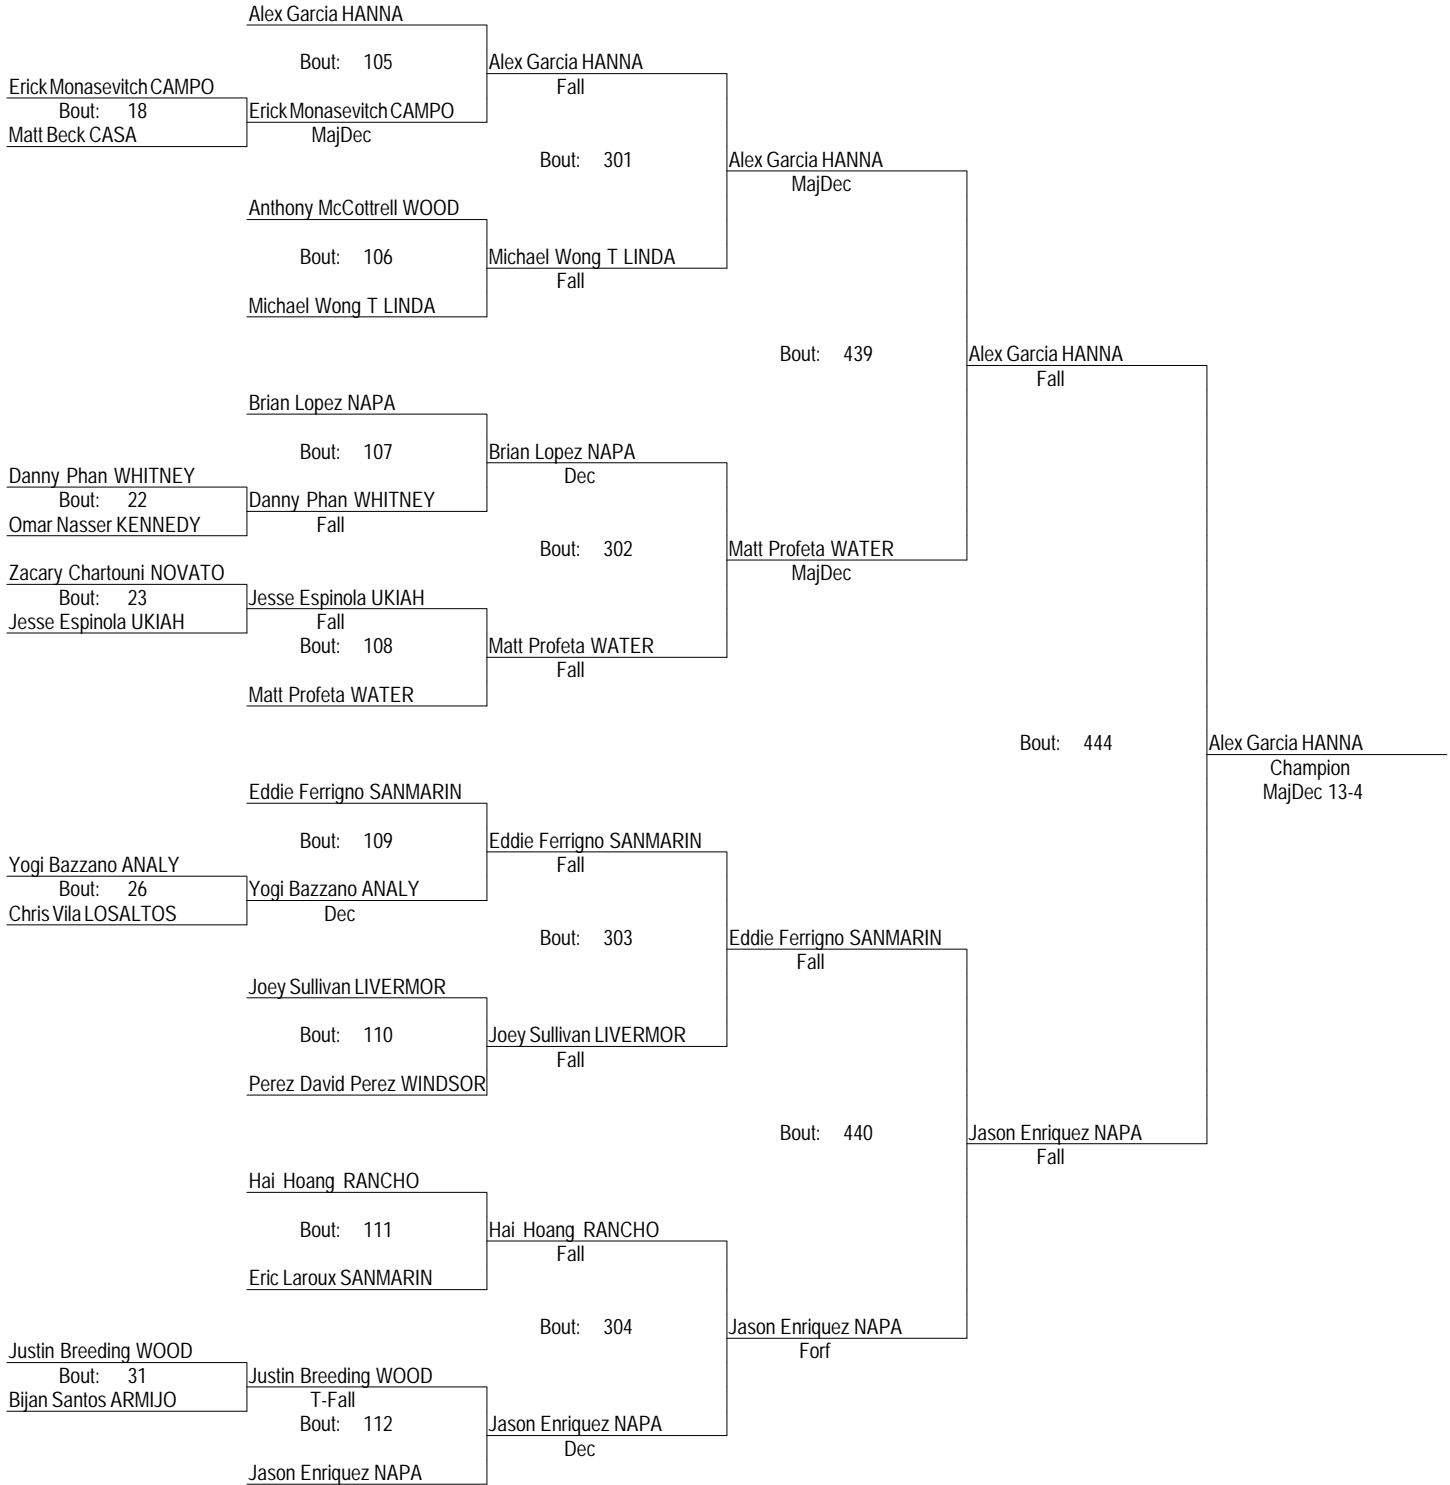 Alex Garcia HANNA
Bout: 105
Alex Garcia HANNA
Fall
Erick Monasevitch CAMPO
Bout: 18
Erick Monasevitch CAMPO
Matt Beck CASA
MajDec
Bout: 301
Alex Garcia HANNA
MajDec
Anthony McCottrell WOOD
Bout: 106
Michael Wong T LINDA
Fall
Michael Wong T LINDA
Bout: 439
Alex Garcia HANNA
Fall
Brian Lopez NAPA
Bout: 107
Brian Lopez NAPA
Dec
Danny Phan WHITNEY
Bout: 22
Danny Phan WHITNEY
Omar Nasser KENNEDY
Fall
Bout: 302
Matt Profeta WATER
MajDec
Zacary Chartouni NOVATO
Bout: 23
Jesse Espinola UKIAH
Jesse Espinola UKIAH
Fall
Bout: 108
Matt Profeta WATER
Fall
Matt Profeta WATER
Bout: 444
Alex Garcia HANNA
Champion
MajDec 13-4
Eddie Ferrigno SANMARIN
Bout: 109
Eddie Ferrigno SANMARIN
Fall
Yogi Bazzano ANALY
Bout: 26
Yogi Bazzano ANALY
Chris Vila LOSALTOS
Dec
Bout: 303
Eddie Ferrigno SANMARIN
Fall
Joey Sullivan LIVERMOR
Bout: 110
Joey Sullivan LIVERMOR
Fall
Perez David Perez WINDSOR
Bout: 440
Jason Enriquez NAPA
Fall
Hai Hoang RANCHO
Bout: 111
Hai Hoang RANCHO
Fall
Eric Laroux SANMARIN
Bout: 304
Jason Enriquez NAPA
Forf
Justin Breeding WOOD
Bout: 31
Justin Breeding WOOD
Bijan Santos ARMIJO
T-Fall
Bout: 112
Jason Enriquez NAPA
Dec
Jason Enriquez NAPA